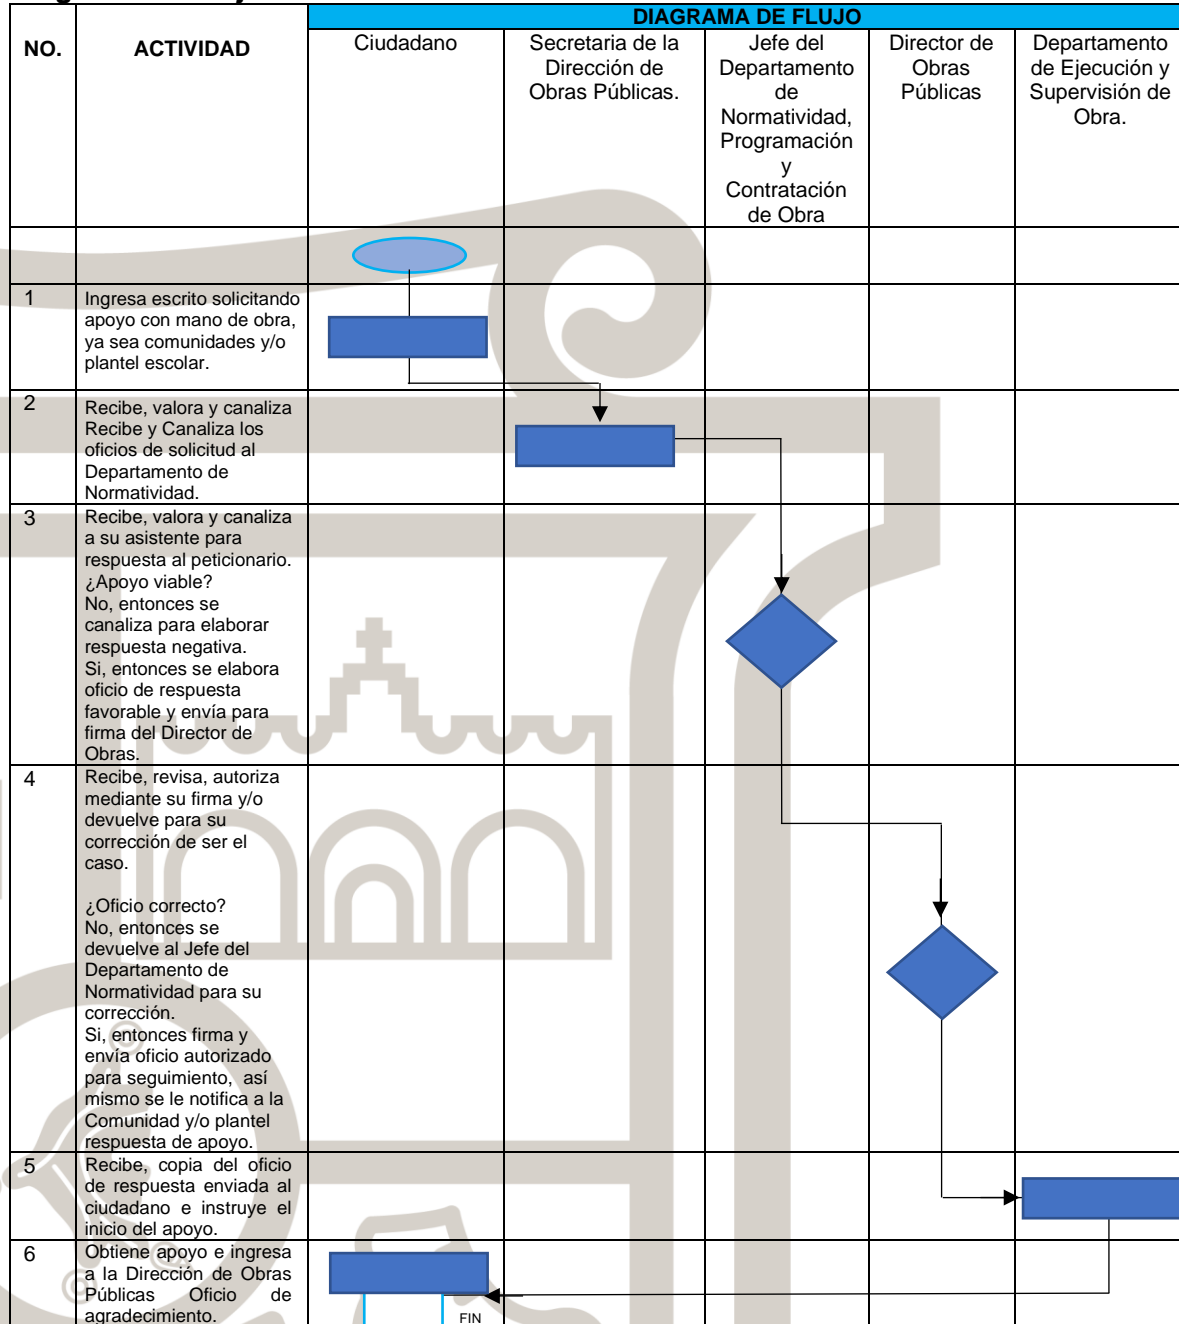 DIAGRAMA DE FLUJO
NO.
ACTIVIDAD
Ciudadano
Secretaria de la
Dirección de
Obras Públicas.
Jefe del
Departamento
de
Normatividad,
Programación
y
Contratación
de Obra
Director de
Obras
Públicas
Departamento
de Ejecución y
Supervisión de
Obra.
1
Ingresa escrito solicitando
apoyo con mano de obra,
ya sea comunidades y/o
plantel escolar.
2
Recibe, valora y canaliza
Recibe y Canaliza los
oficios de solicitud al
Departamento de
Normatividad.
3
Recibe, valora y canaliza
a su asistente para
respuesta al peticionario.
¿Apoyo viable?
No, entonces se
canaliza para elaborar
respuesta negativa.
Si, entonces se elabora
oficio de respuesta
favorable y envía para
firma del Director de
Obras.
4
Recibe, revisa, autoriza
mediante su firma y/o
devuelve para su
corrección de ser el
caso.
¿Oficio correcto?
No, entonces se
devuelve al Jefe del
Departamento de
Normatividad para su
corrección.
Si, entonces firma y
envía oficio autorizado
para seguimiento, así
mismo se le notifica a la
Comunidad y/o plantel
respuesta de apoyo.
5
Recibe, copia del oficio
de respuesta enviada al
ciudadano e instruye el
inicio del apoyo.
6
Obtiene apoyo e ingresa
a la Dirección de Obras
Públicas Oficio de
agradecimiento.
FIN